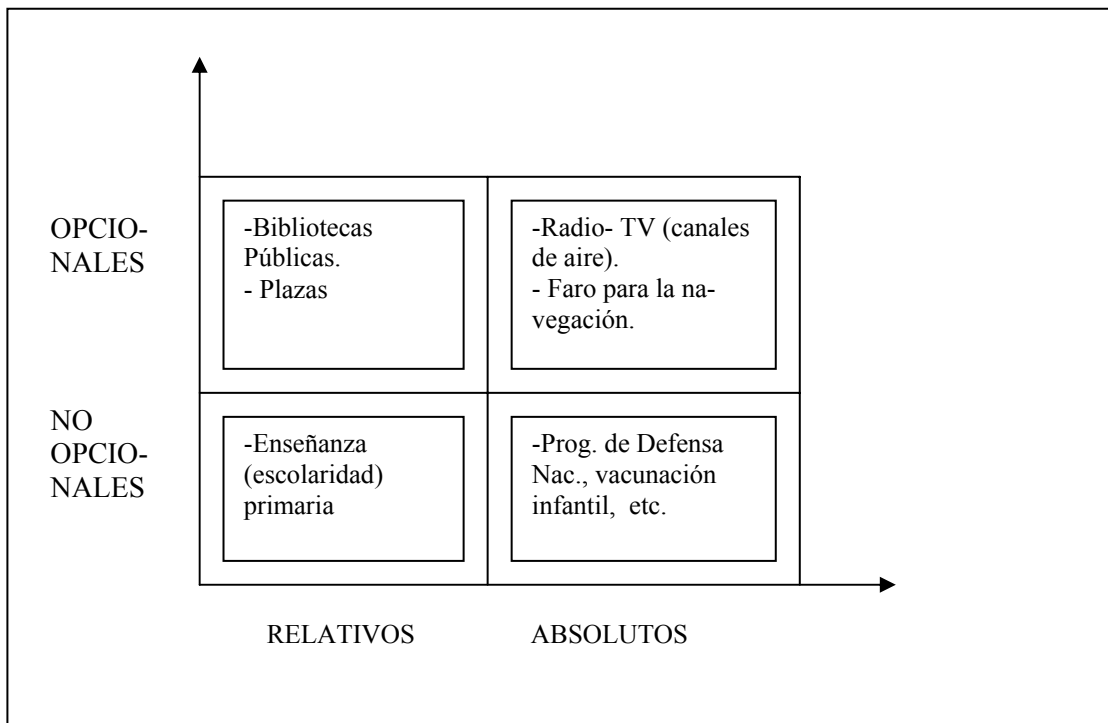 OPCIO-
NALES
-Bibliotecas
Públicas.
- Plazas
-Radio- TV (canales
de aire).
- Faro para la na-
vegación.
NO
OPCIO-
NALES
-Enseñanza
(escolaridad)
primaria
-Prog. de Defensa
Nac., vacunación
infantil, etc.
RELATIVOS
ABSOLUTOS